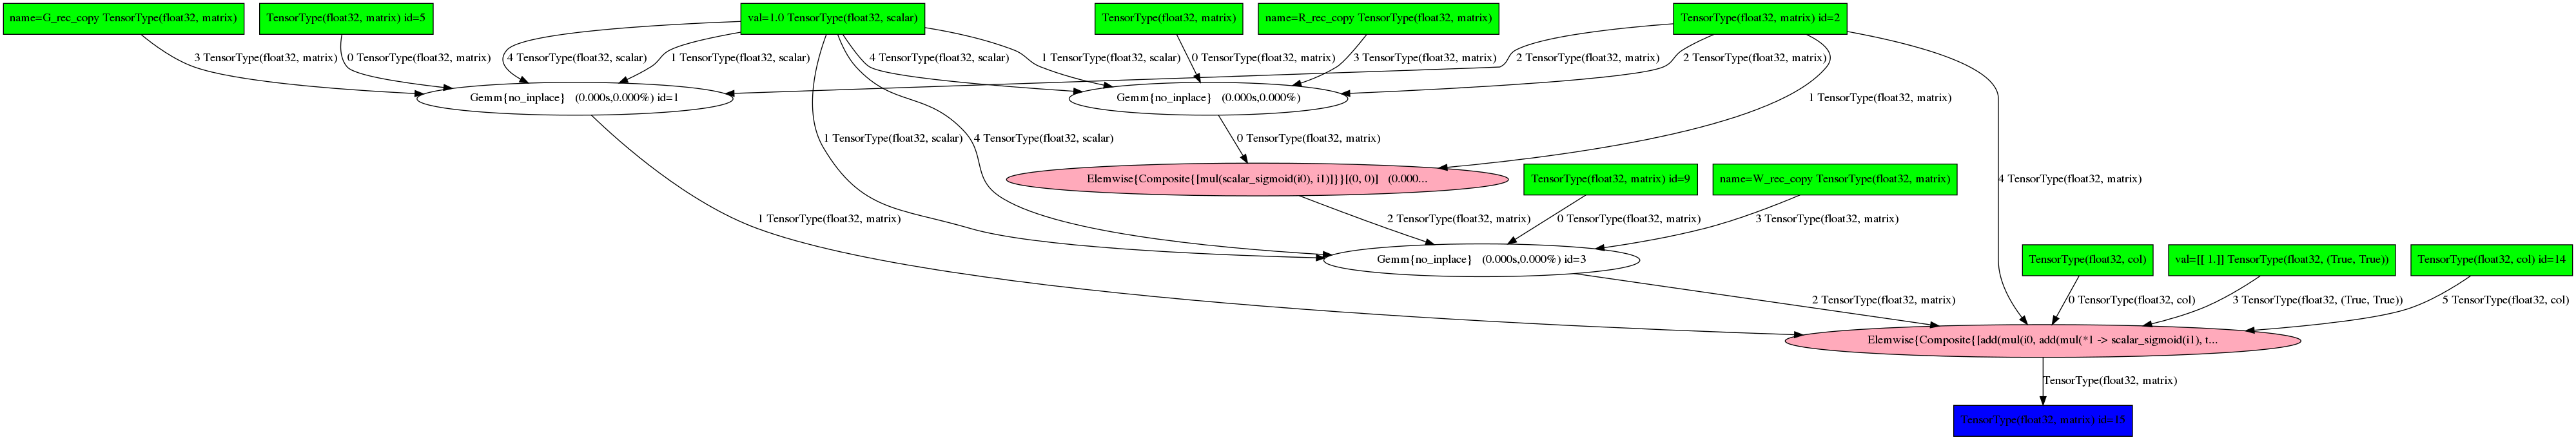 name=G_rec_copy TensorType(float32, matrix)
TensorType(float32, matrix) id=5
val=1.0 TensorType(float32, scalar)
TensorType(float32, matrix)
name=R_rec_copy TensorType(float32, matrix)
TensorType(float32, matrix) id=2
3 TensorType(float32, matrix)
0 TensorType(float32, matrix)
4 TensorType(float32, scalar)
1 TensorType(float32, scalar)
4 TensorType(float32, scalar)
1 TensorType(float32, scalar)
0 TensorType(float32, matrix)
3 TensorType(float32, matrix)
2 TensorType(float32, matrix)
2 TensorType(float32, matrix)
Gemm{no_inplace} (0.000s,0.000%) id=1
Gemm{no_inplace} (0.000s,0.000%)
1 TensorType(float32, matrix)
1 TensorType(float32, scalar)
4 TensorType(float32, scalar)
0 TensorType(float32, matrix)
Elemwise{Composite{[mul(scalar_sigmoid(i0), i1)]}}[(0, 0)] (0.000...
TensorType(float32, matrix) id=9
name=W_rec_copy TensorType(float32, matrix)
4 TensorType(float32, matrix)
1 TensorType(float32, matrix)
2 TensorType(float32, matrix)
0 TensorType(float32, matrix)
3 TensorType(float32, matrix)
Gemm{no_inplace} (0.000s,0.000%) id=3
TensorType(float32, col)
val=[[ 1.]] TensorType(float32, (True, True))
TensorType(float32, col) id=14
2 TensorType(float32, matrix)
0 TensorType(float32, col)
3 TensorType(float32, (True, True))
5 TensorType(float32, col)
Elemwise{Composite{[add(mul(i0, add(mul(*1 -> scalar_sigmoid(i1), t...
TensorType(float32, matrix)
TensorType(float32, matrix) id=15